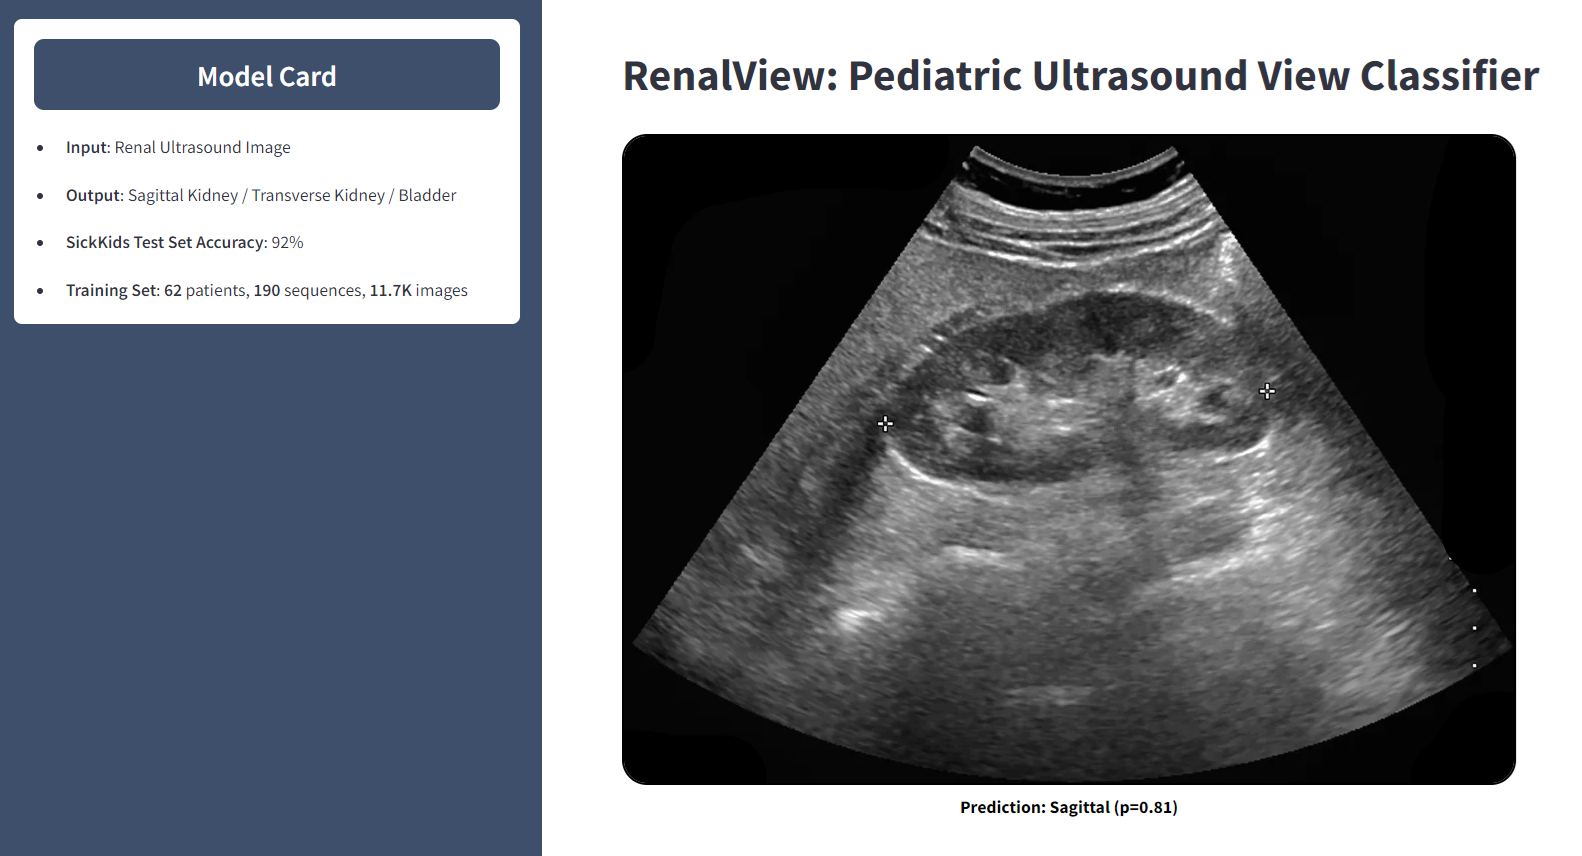 Model Card
Input: Renal Ultrasound Image
Output: Sagittal Kidney / Transverse Kidney / Bladder
SickKids Test Set Accuracy: 92%
Training Set: 62 patients, 190 sequences, 11.7K images
RenalView: Pediatric Ultrasound View Classifier
Prediction: Sagittal (p=0.81)